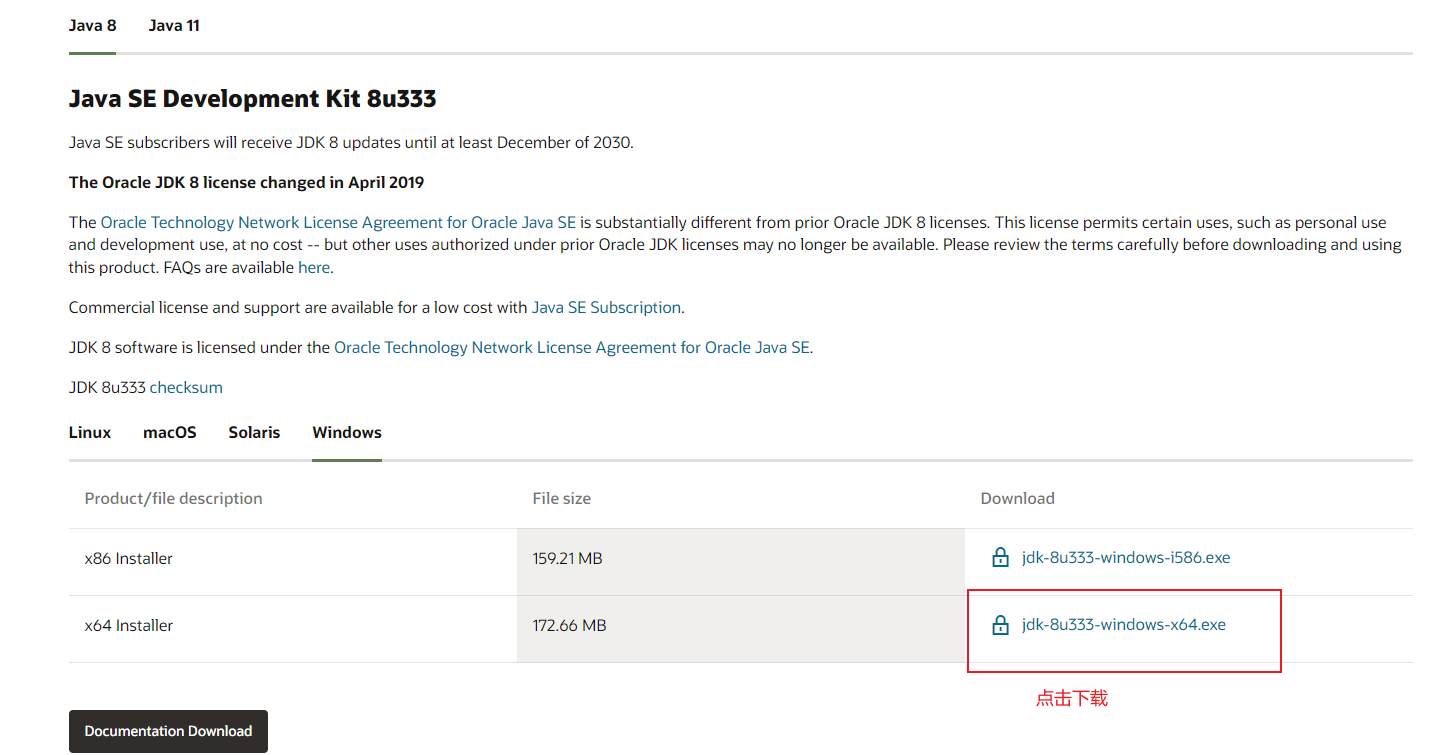 Java 8 Java 11
Java SE Development Kit 8u333
Java SE subscribers will receive JDK 8 updates until at least December of 2030.
The Oracle JDK 8 license changed in April 2019
The Oracle Technology Network License Agreement for Oracle Java SE is substantially different from prior Oracle JDK 8 licenses. This license permits certain uses, such as personal use
and development use, at no cost -- but other uses authorized under prior Oracle JDK licenses may no longer be available. Please review the terms carefully before downloading and using
this product. FAQs are available here.
Commercial license and support are available for a low cost with Java SE Subscription.
JDK 8 software is licensed under the Oracle Technology Network License Agreement for Oracle Java SE.
JDK 8u333 checksum
Linux macOS Solaris Windows
Product/file description File size Download
x86 Installer 159.21 MB jdk-8u333-windows-i586.exe
x64 Installer 172.66 MB jdk-8u333-windows-x64.exe
点击下载
Documentation Download